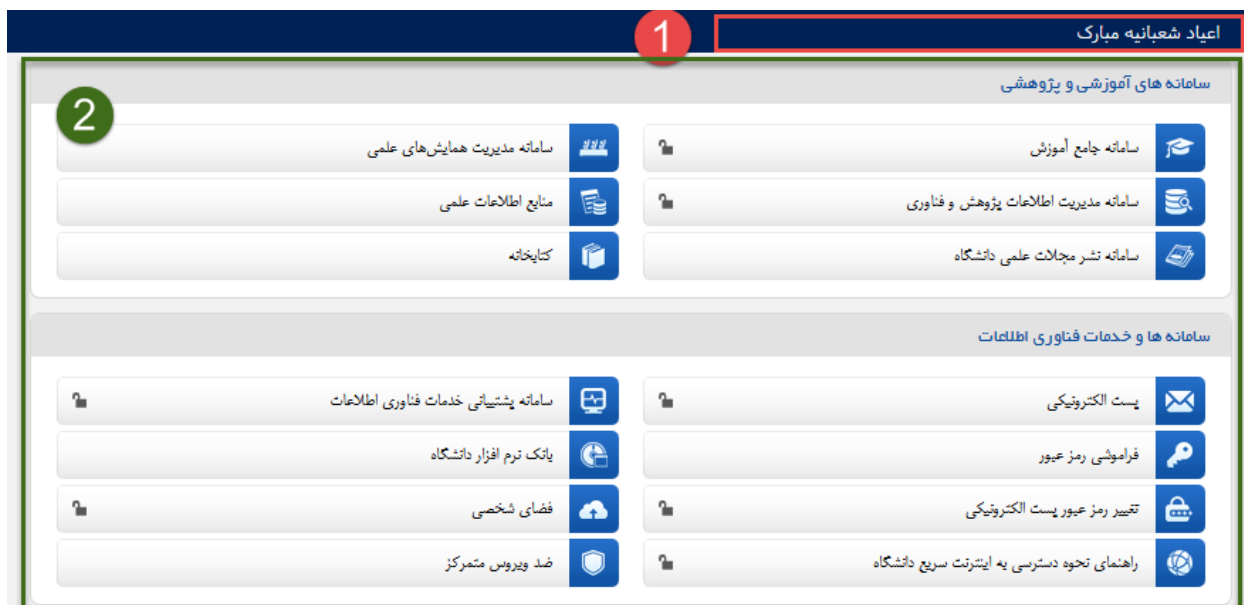 اعیاد شعبانیه مبارک
1
سامانه های آموزشی و پژوهشی
2
سامانه جامع آموزش
سامانه مدیریت همایش‌های علمی
سامانه مدیریت اطلاعات پژوهش و فناوری
منابع اطلاعات علمی
سامانه نشر مجلات علمی دانشگاه
کتابخانه
سامانه ها و خدمات فناوری اطلاعات
پست الکترونیکی
سامانه پشتیبانی خدمات فناوری اطلاعات
فراموشی رمز عبور
بانک نرم افزار دانشگاه
تغییر رمز عبور پست الکترونیکی
فضای شخصی
راهنمای نحوه دسترسی به اینترنت سریع دانشگاه
ضد ویروس متمرکز